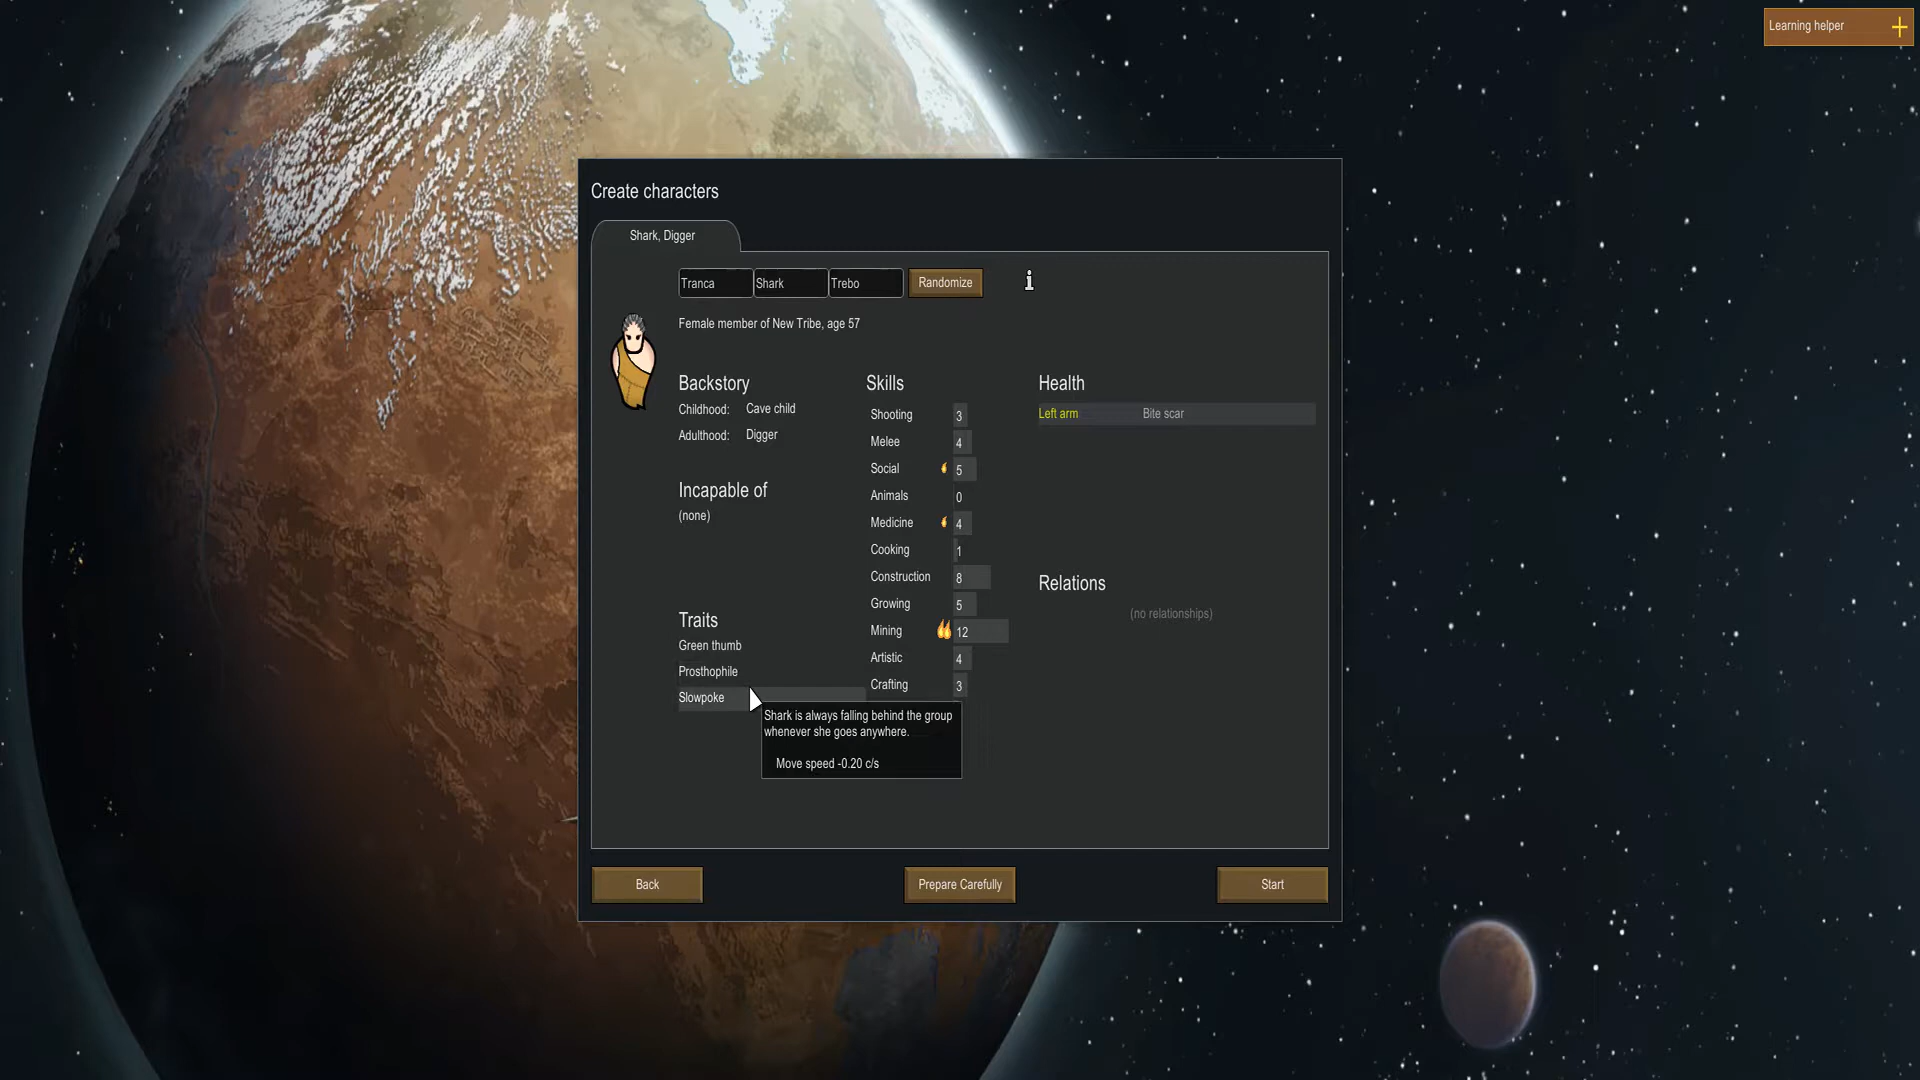 Learning helper
Create characters
Shark, Digger
Tranca Shark Trebo Randomize
Female member of New Tribe, age 57
Backstory
Childhood: Cave child
Adulthood: Digger
Incapable of
(none)
Traits
Green thumb
Prosthophile
Slowpoke
Skills
Shooting 3
Melee 4
Social 5
Animals 0
Medicine 4
Cooking 1
Construction 8
Growing 5
Mining 12
Artistic 4
Crafting 3
Shark is always falling behind the group
whenever she goes anywhere.
Move speed -0.20 c/s
Health
Left arm Bite scar
Relations
(no relationships)
Back Prepare Carefully Start